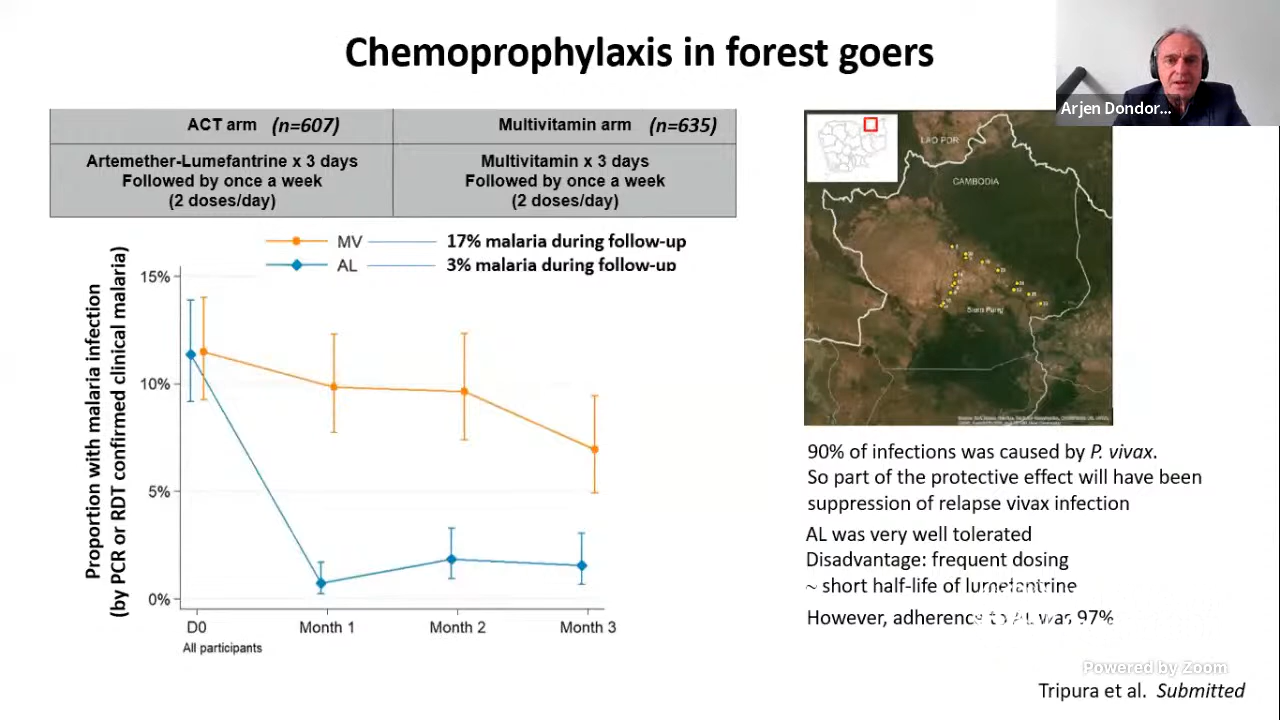 Chemoprophylaxis in forest goers
Arjen Dondor...
ACT arm (n=607)
Multivitamin arm (n=635)
Artemether-Lumefantrine x 3 days
Followed by once a week
(2 doses/day)
Multivitamin x 3 days
Followed by once a week
(2 doses/day)
MV
17% malaria during follow-up
AL
3% malaria during follow-up
Proportion with malaria infection
(by PCR or RDT confirmed clinical malaria)
15%
10%
5%
0%
D0
Month 1
Month 2
Month 3
All participants
LAO PDR
CAMBODIA
Siem Pang
90% of infections was caused by P. vivax.
So part of the protective effect will have been
suppression of relapse vivax infection
AL was very well tolerated
Disadvantage: frequent dosing
~ short half-life of lumefantrine
However, adherence to AL was 97%
Powered by Zoom
Tripura et al. Submitted